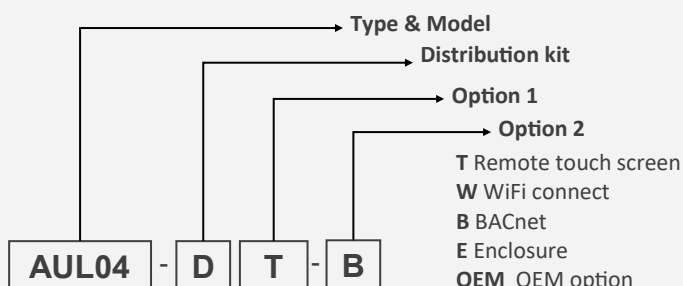 Type & Model
Distribution kit
Option 1
Option 2
T Remote touch screen
W WiFi connect
B BACnet
E Enclosure
OEM OEM option
AUL04 - D T - B